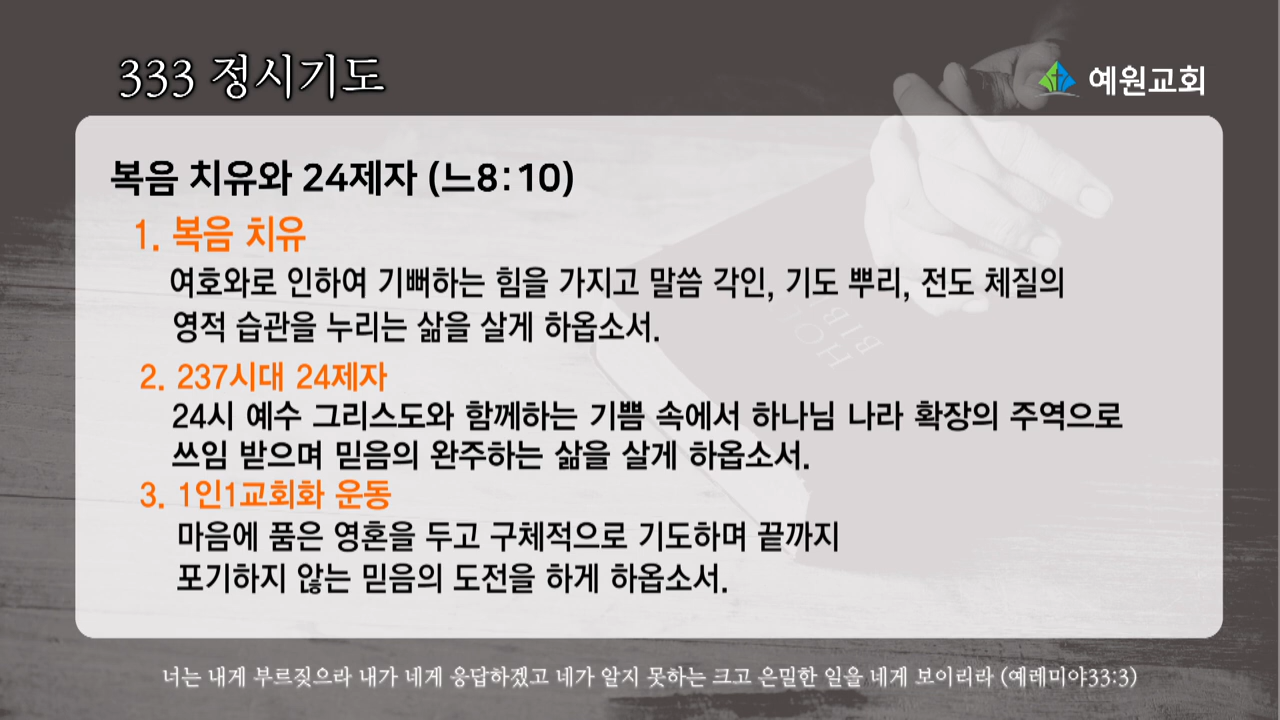 333 정시기도
예원교회
복음 치유와 24제자 (느8:10)
1. 복음 치유
여호와로 인하여 기뻐하는 힘을 가지고 말씀 각인, 기도 뿌리, 전도 체질의
영적 습관을 누리는 삶을 살게 하옵소서.
2. 237시대 24제자
24시 예수 그리스도와 함께하는 기쁨 속에서 하나님 나라 확장의 주역으로
쓰임 받으며 믿음의 완주하는 삶을 살게 하옵소서.
3. 1인1교회화 운동
마음에 품은 영혼을 두고 구체적으로 기도하며 끝까지
포기하지 않는 믿음의 도전을 하게 하옵소서.
너는 내게 부르짖으라 내가 네게 응답하겠고 네가 알지 못하는 크고 은밀한 일을 네게 보이리라 (예레미야33:3)